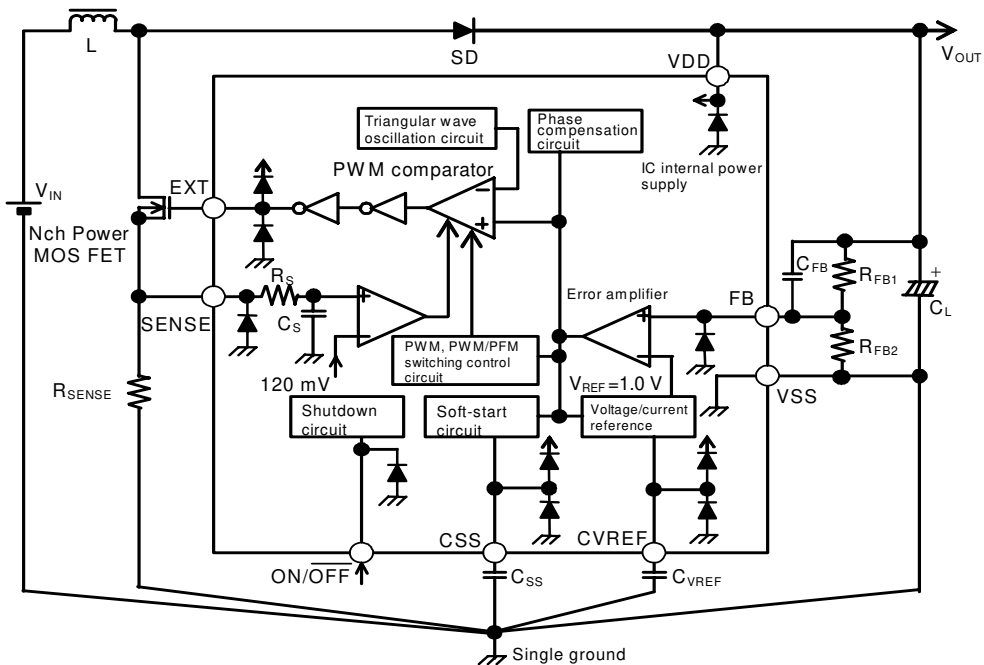 L
SD
VOUT
VDD
Triangular wave
oscillation circuit
Phase
compensation
circuit
PWM comparator
IC internal power
supply
VIN
EXT
−
+
Nch Power
MOS FET
RS
CFB
RFB1
+
CL
SENSE
CS
+
−
Error amplifier
+
−
FB
RFB2
120 mV
PWM, PWM/PFM
switching control
circuit
VREF=1.0 V
VSS
RSENSE
Shutdown
circuit
Soft-start
circuit
Voltage/current
reference
CSS
CVREF
ON/OFF
CSS
CVREF
Single ground